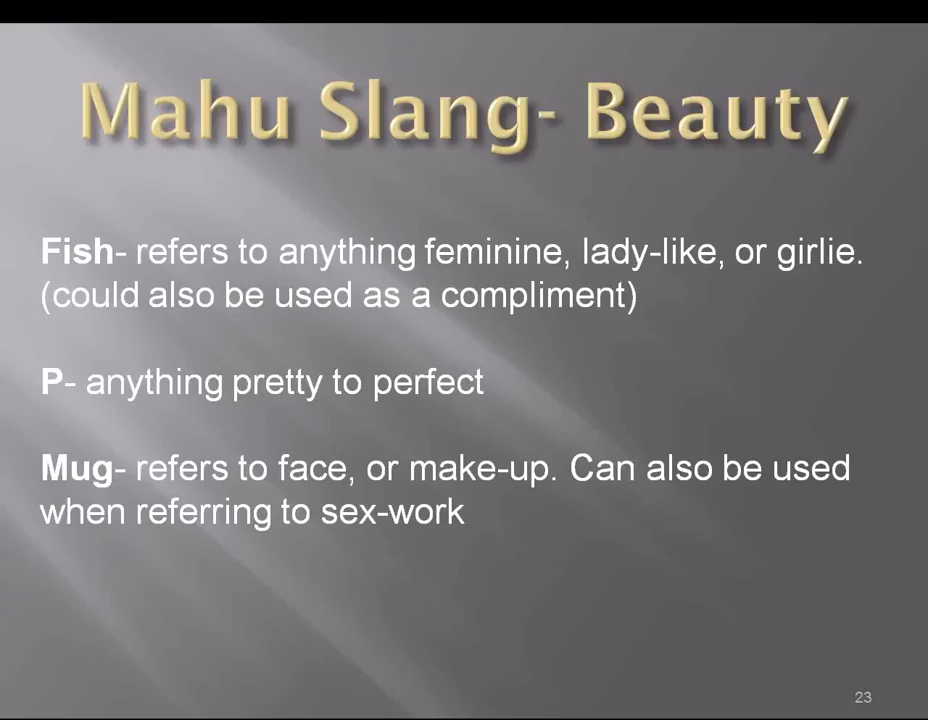 Mahu Slang- Beauty
Fish- refers to anything feminine, lady-like, or girlie.
(could also be used as a compliment)
P- anything pretty to perfect
Mug- refers to face, or make-up. Can also be used
when referring to sex-work
23